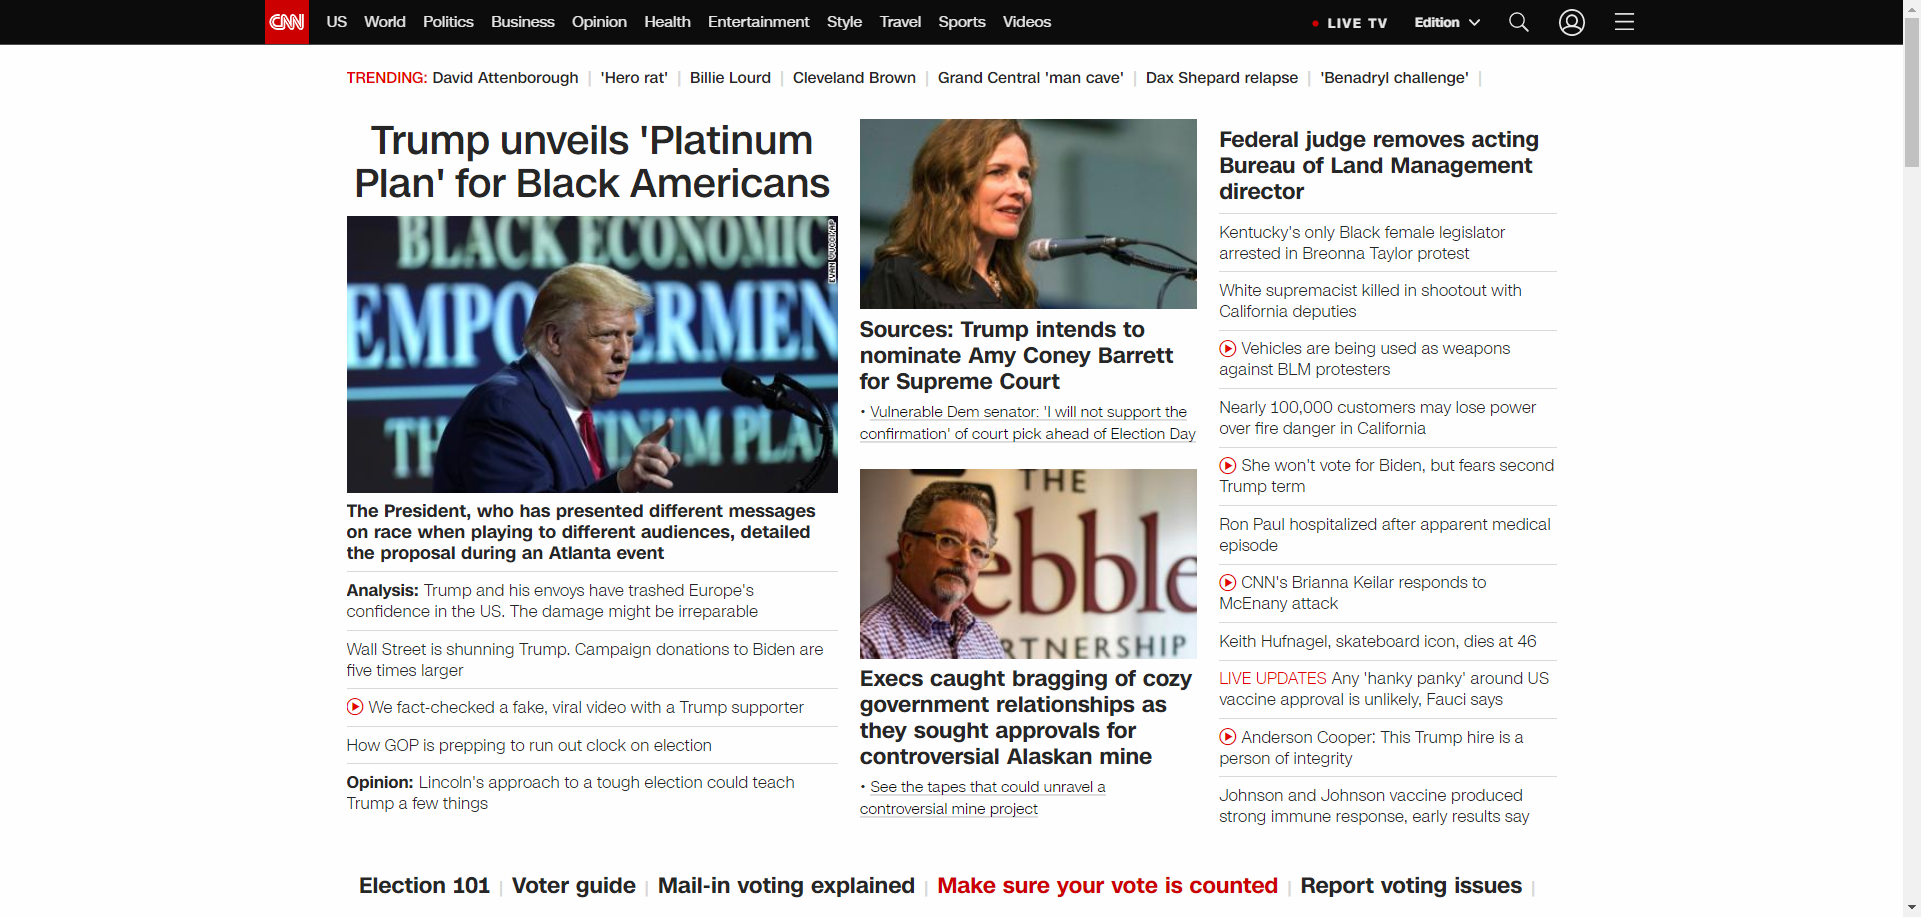 CNN
US World Politics Business Opinion Health Entertainment Style Travel Sports Videos
LIVE TV Edition
TRENDING: David Attenborough | 'Hero rat' | Billie Lourd | Cleveland Brown | Grand Central 'man cave' | Dax Shepard relapse | 'Benadryl challenge' |
Trump unveils 'Platinum
Plan' for Black Americans
BLACK ECONOMIC
EMPOWERMEN
TH TINUM PLA
EVAN VUCCI/AP
The President, who has presented different messages
on race when playing to different audiences, detailed
the proposal during an Atlanta event
Analysis: Trump and his envoys have trashed Europe's
confidence in the US. The damage might be irreparable
Wall Street is shunning Trump. Campaign donations to Biden are
five times larger
We fact-checked a fake, viral video with a Trump supporter
How GOP is prepping to run out clock on election
Opinion: Lincoln's approach to a tough election could teach
Trump a few things
Sources: Trump intends to
nominate Amy Coney Barrett
for Supreme Court
• Vulnerable Dem senator: 'I will not support the
confirmation' of court pick ahead of Election Day
THE
ebble
RTNERSHIP
Execs caught bragging of cozy
government relationships as
they sought approvals for
controversial Alaskan mine
• See the tapes that could unravel a
controversial mine project
Federal judge removes acting
Bureau of Land Management
director
Kentucky's only Black female legislator
arrested in Breonna Taylor protest
White supremacist killed in shootout with
California deputies
Vehicles are being used as weapons
against BLM protesters
Nearly 100,000 customers may lose power
over fire danger in California
She won't vote for Biden, but fears second
Trump term
Ron Paul hospitalized after apparent medical
episode
CNN's Brianna Keilar responds to
McEnany attack
Keith Hufnagel, skateboard icon, dies at 46
LIVE UPDATES Any 'hanky panky' around US
vaccine approval is unlikely, Fauci says
Anderson Cooper: This Trump hire is a
person of integrity
Johnson and Johnson vaccine produced
strong immune response, early results say
Election 101 | Voter guide | Mail-in voting explained | Make sure your vote is counted | Report voting issues |